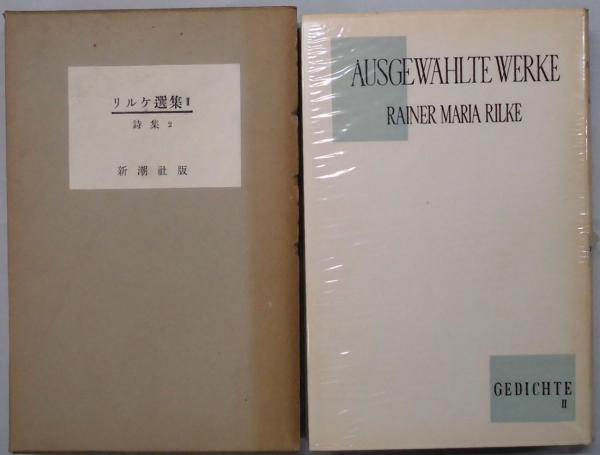 リルケ選集 II
詩集 2
新潮社版
AUSGEWÄHLTE WERKE
RAINER MARIA RILKE
GEDICHTE
II